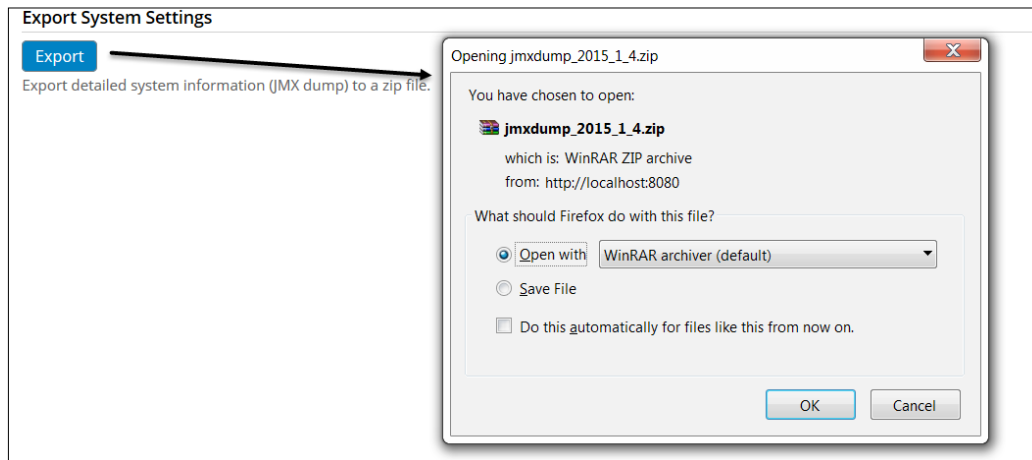 Export System Settings
Export
Export detailed system information (JMX dump) to a zip file.
Opening jmxdump_2015_1_4.zip
You have chosen to open:
jmxdump_2015_1_4.zip
which is: WinRAR ZIP archive
from: http://localhost:8080
What should Firefox do with this file?
Open with WinRAR archiver (default)
Save File
Do this automatically for files like this from now on.
OK Cancel